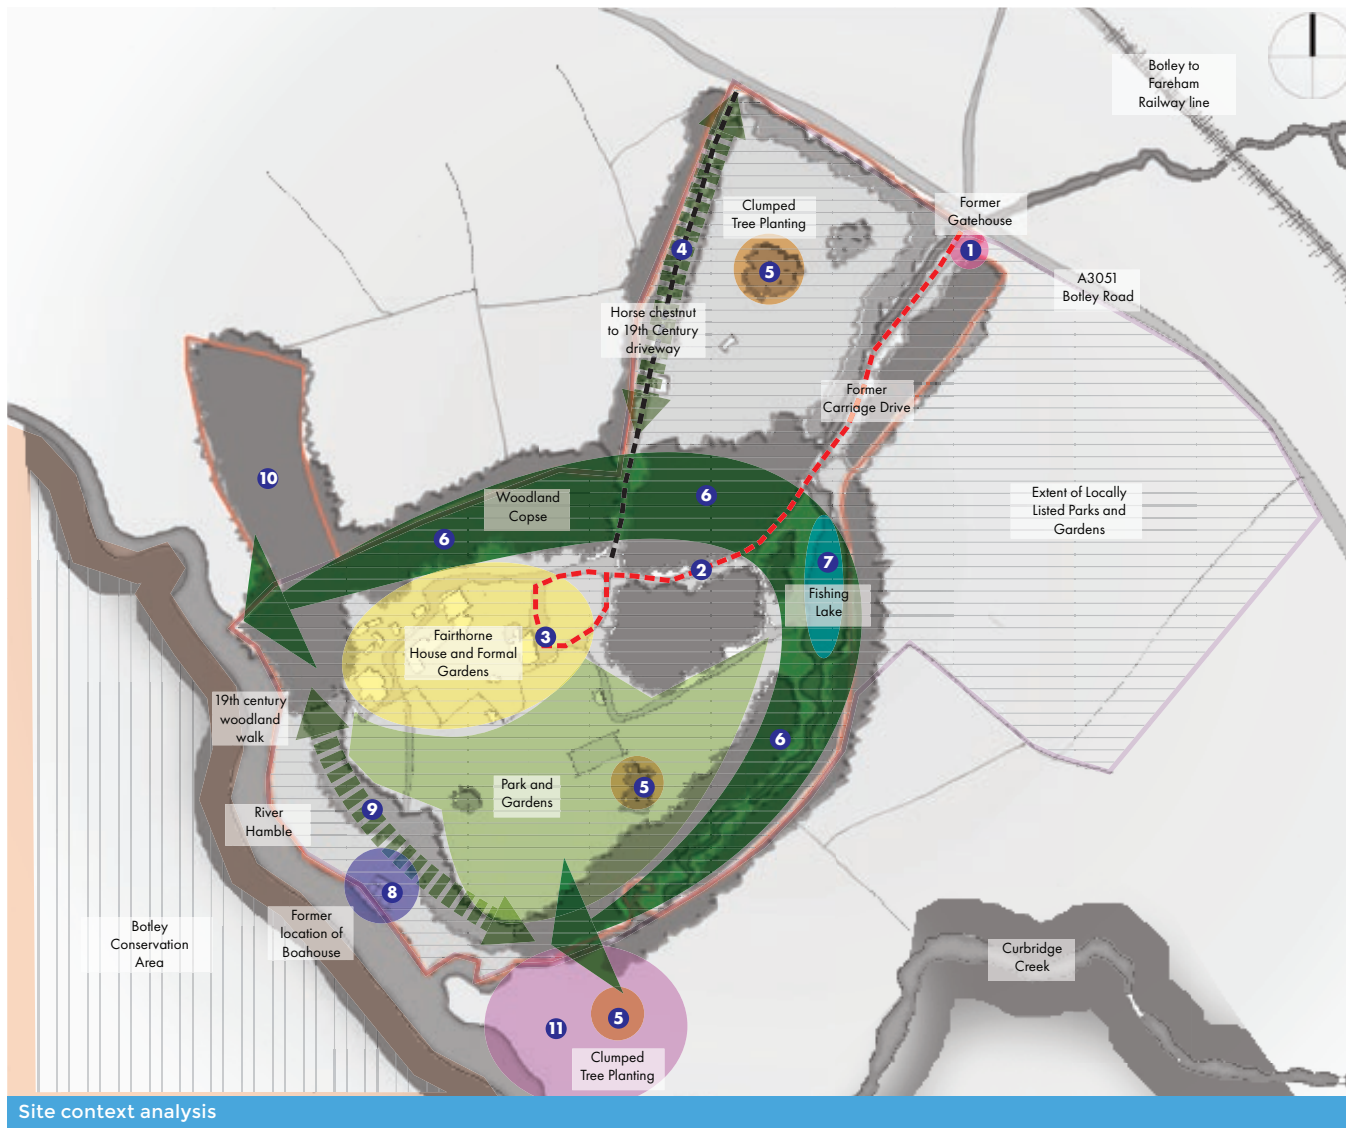 Botley to
Fareham
Railway line
Clumped
Tree Planting
Former
Gatehouse
1
4
5
A3051
Botley Road
Horse chestnut
to 19th Century
driveway
Former
Carriage Drive
10
Woodland
Copse
6
6
Extent of Locally
Listed Parks and
Gardens
2
7
Fishing
Lake
3
Fairthorne
House and Formal
Gardens
19th century
woodland
walk
6
Park and
Gardens
5
9
River
Hamble
8
Former
location of
Boahouse
Botley
Conservation
Area
Curbridge
Creek
5
11
Clumped
Tree Planting
Site context analysis